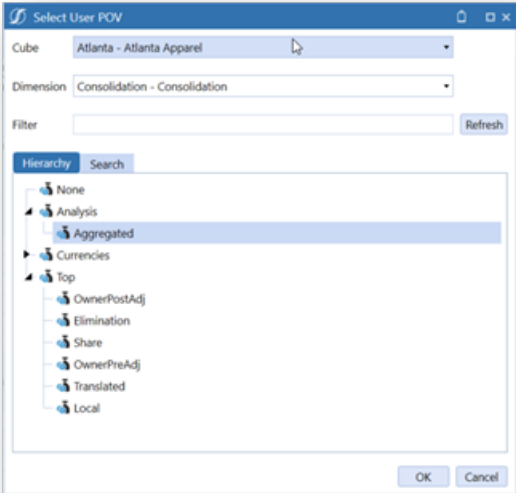 Select User POV
Cube Atlanta - Atlanta Apparel
Dimension Consolidation - Consolidation
Filter Refresh
Hierarchy Search
None
Analysis
Aggregated
Currencies
Top
OwnerPostAdj
Elimination
Share
OwnerPreAdj
Translated
Local
OK Cancel